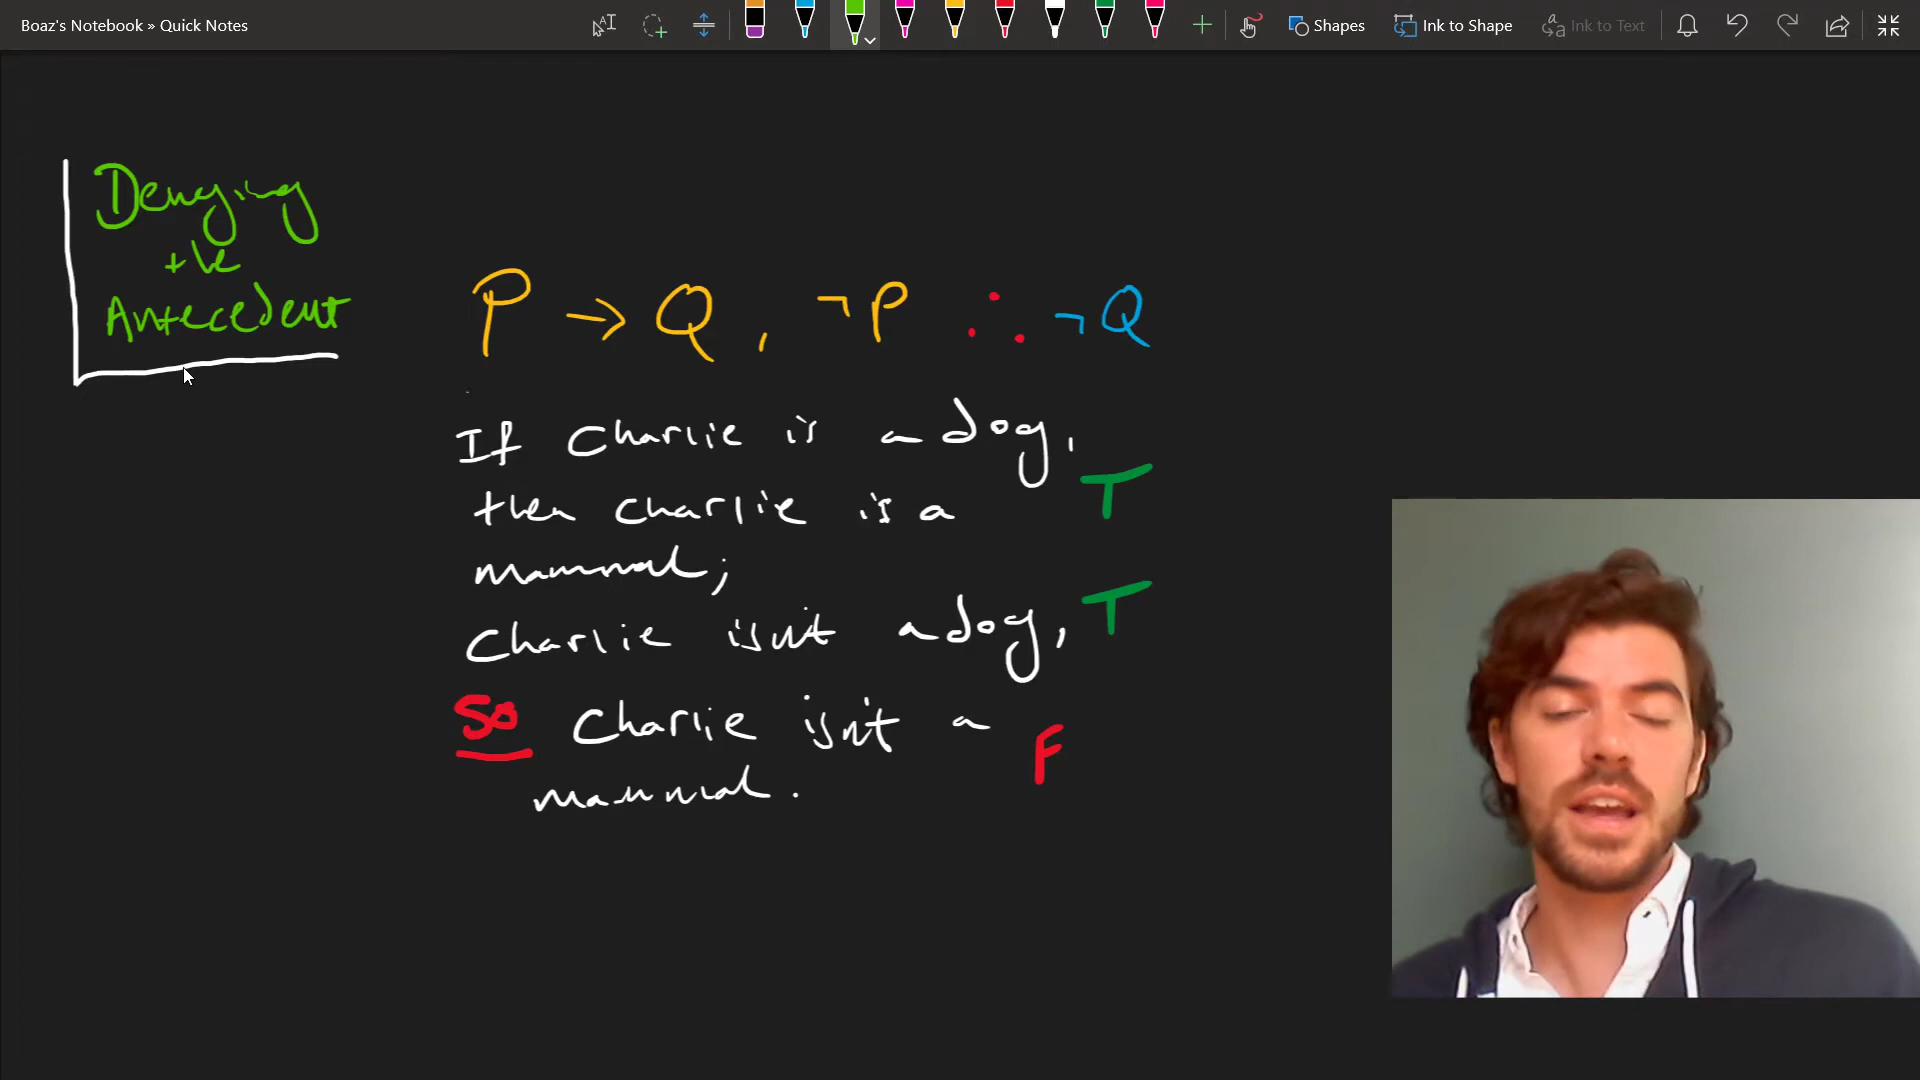 Boaz's Notebook » Quick Notes
Shapes
Ink to Shape
Ink to Text
Denying
the
Antecedent
P → Q, ¬P ∴ ¬Q
If Charlie is a dog,
then Charlie is a T
mammal;
Charlie isn't a dog, T
So Charlie isn't a F
mammal.